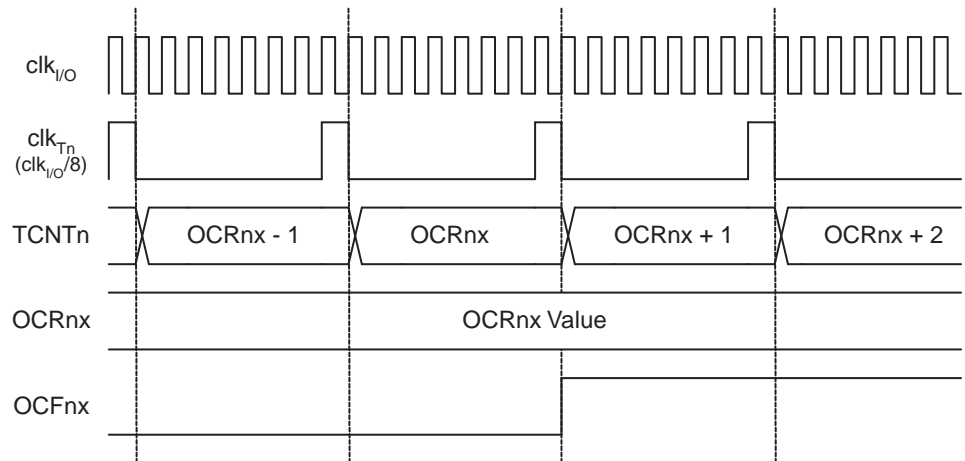 clkI/O
clkTn
(clkI/O/8)
TCNTn OCRnx - 1 OCRnx OCRnx + 1 OCRnx + 2
OCRnx OCRnx Value
OCFnx